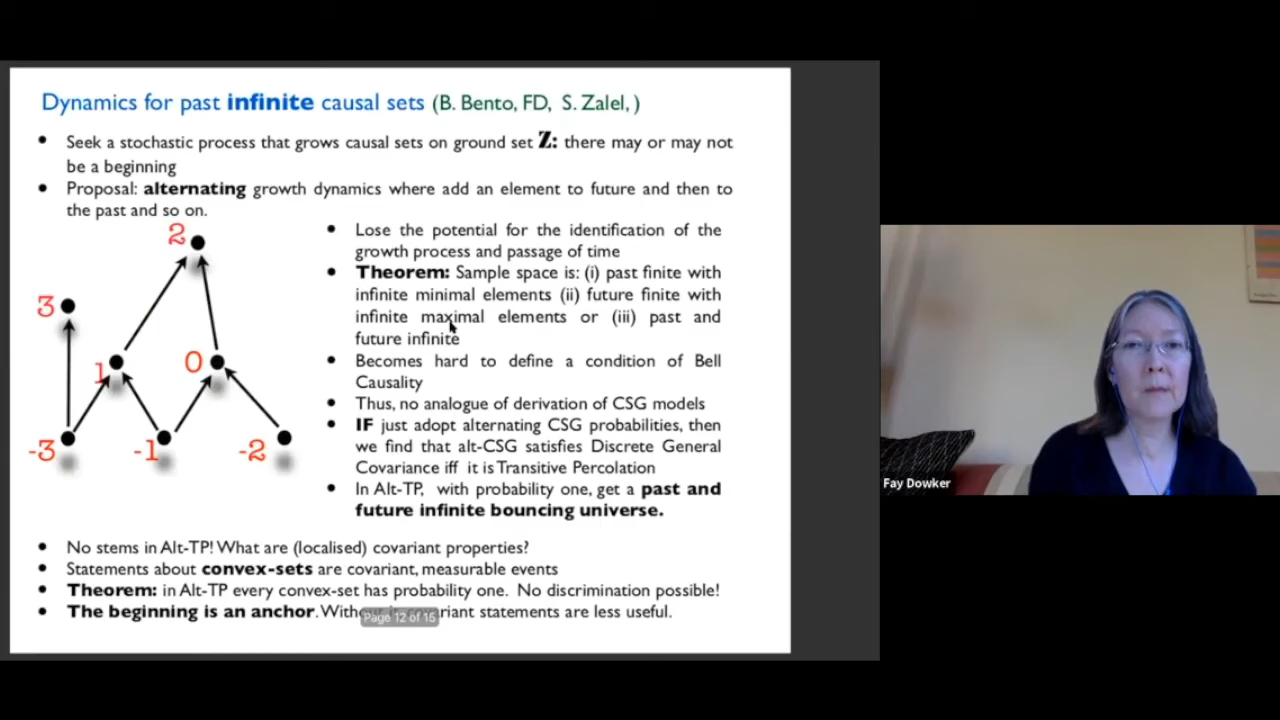 Dynamics for past infinite causal sets (B. Bento, FD, S. Zalel, )
• Seek a stochastic process that grows causal sets on ground set Z: there may or may not
be a beginning
• Proposal: alternating growth dynamics where add an element to future and then to
the past and so on.
2
3
1
0
-3
-1
-2
• Lose the potential for the identification of the
growth process and passage of time
• Theorem: Sample space is: (i) past finite with
infinite minimal elements (ii) future finite with
infinite maximal elements or (iii) past and
future infinite
• Becomes hard to define a condition of Bell
Causality
• Thus, no analogue of derivation of CSG models
• IF just adopt alternating CSG probabilities, then
we find that alt-CSG satisfies Discrete General
Covariance iff it is Transitive Percolation
• In Alt-TP, with probability one, get a past and
future infinite bouncing universe.
• No stems in Alt-TP! What are (localised) covariant properties?
• Statements about convex-sets are covariant, measurable events
• Theorem: in Alt-TP every convex-set has probability one. No discrimination possible!
• The beginning is an anchor. statements are less useful.
Page 12 of 15
Fay Dowker